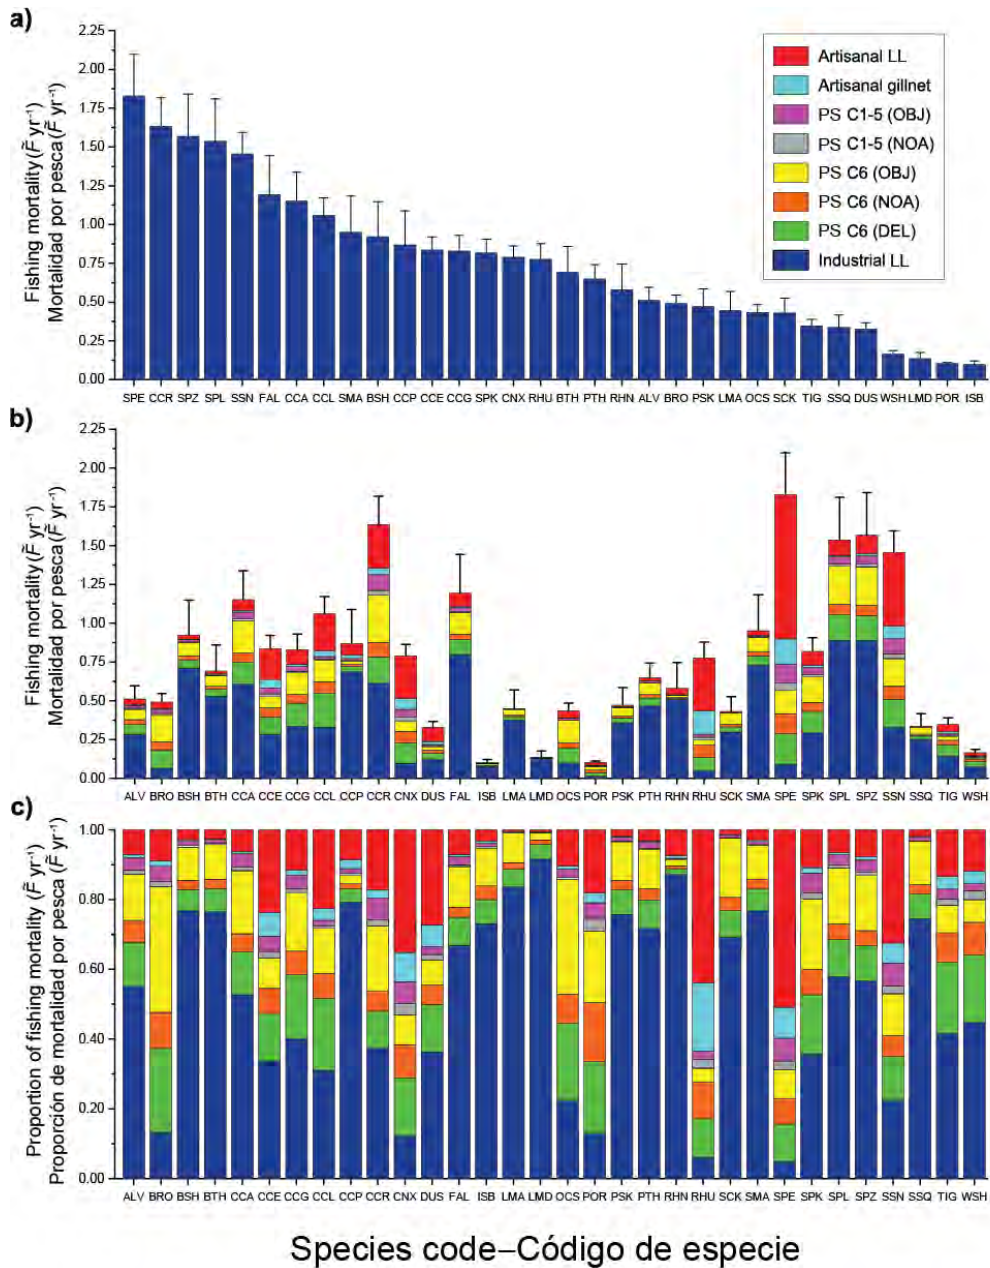 a)
Fishing mortality (F̃ yr⁻¹)
Mortalidad por pesca (F̃ yr⁻¹)
2.25
2.00
1.75
1.50
1.25
1.00
0.75
0.50
0.25
0.00
Artisanal LL
Artisanal gillnet
PS C1-5 (OBJ)
PS C1-5 (NOA)
PS C6 (OBJ)
PS C6 (NOA)
PS C6 (DEL)
Industrial LL
SPE CCR SPZ SPL SSN FAL CCA CCL SMA BSH CCP CCE CCG SPK CNX RHU BTH PTH RHN ALV BRO PSK LMA OCS SCK TIG SSQ DUS WSH LMD POR ISB
b)
Fishing mortality (F̃ yr⁻¹)
Mortalidad por pesca (F̃ yr⁻¹)
2.25
2.00
1.75
1.50
1.25
1.00
0.75
0.50
0.25
0.00
ALV BRO BSH BTH CCA CCE CCG CCL CCP CCR CNX DUS FAL ISB LMA LMD OCS POR PSK PTH RHN RHU SCK SMA SPE SPK SPL SPZ SSN SSQ TIG WSH
c)
Proportion of fishing mortality (F̃ yr⁻¹)
Proporción de mortalidad por pesca (F̃ yr⁻¹)
1.00
0.80
0.60
0.40
0.20
0.00
ALV BRO BSH BTH CCA CCE CCG CCL CCP CCR CNX DUS FAL ISB LMA LMD OCS POR PSK PTH RHN RHU SCK SMA SPE SPK SPL SPZ SSN SSQ TIG WSH
Species code–Código de especie